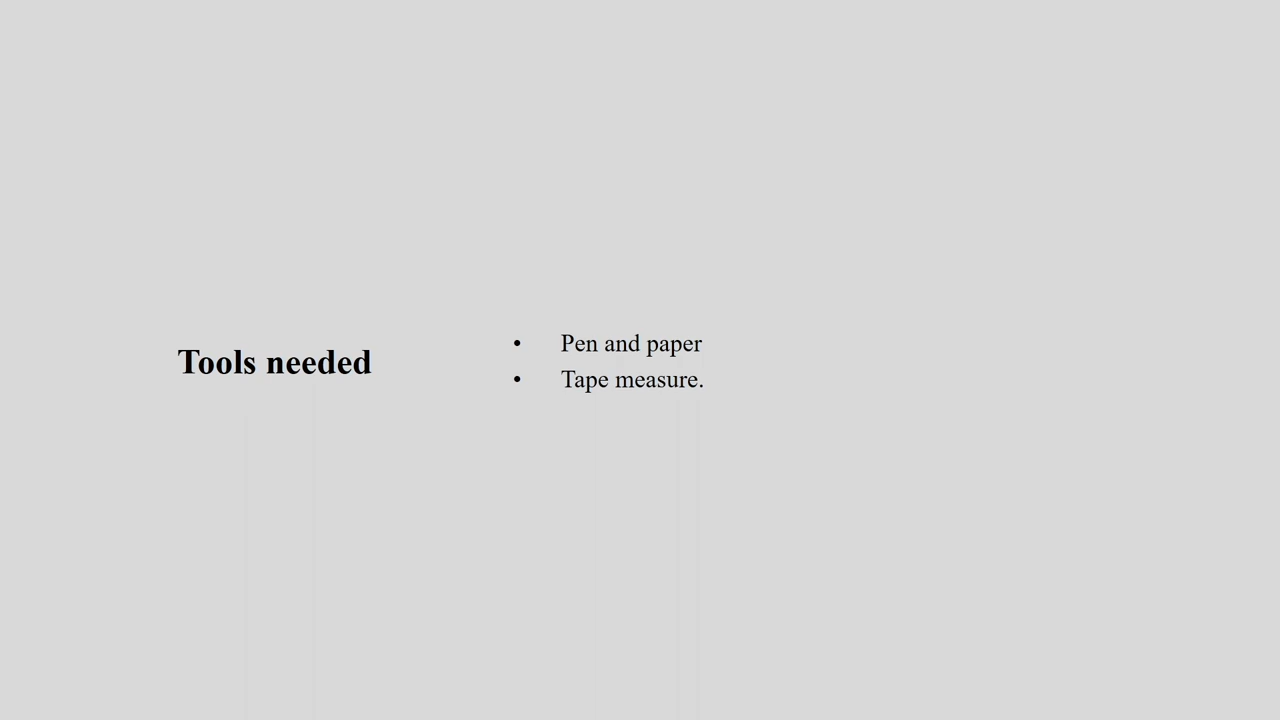 Tools needed
• Pen and paper
• Tape measure.